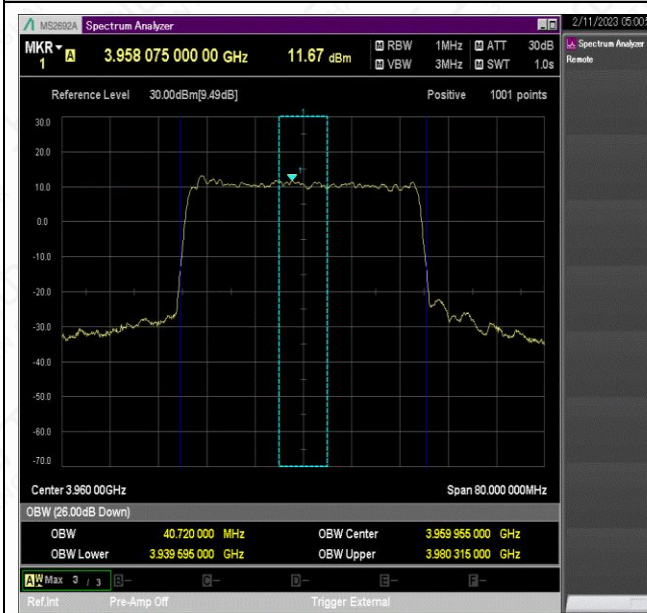 MS2692A Spectrum Analyzer
2/11/2023 05:00:
MKR 1 A 3.958 075 000 00 GHz 11.67 dBm RBW 1MHz ATT 30dB
VBW 3MHz SWT 1.0s
Spectrum Analyzer
Remote
Reference Level 30.00dBm[9.49dB] Positive 1001 points
30.0
20.0
10.0
0.0
-10.0
-20.0
-30.0
-40.0
-50.0
-60.0
-70.0
1
Center 3.960 00GHz Span 80.000 000MHz
OBW (26.00dB Down)
OBW 40.720 000 MHz OBW Center 3.959 955 000 GHz
OBW Lower 3.939 595 000 GHz OBW Upper 3.980 315 000 GHz
A W Max 3 / 3 B- C- D- E- F-
Ref.Int Pre-Amp Off Trigger External